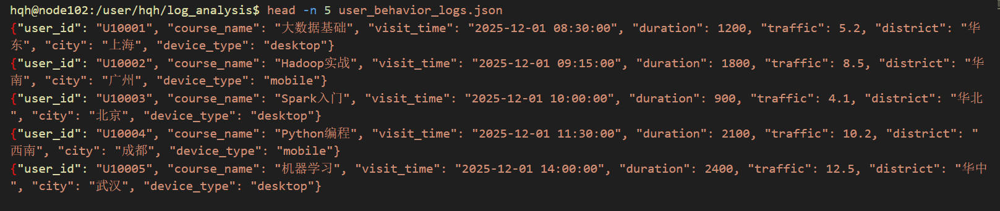 hqh@node102:/user/hqh/log_analysis$ head -n 5 user_behavior_logs.json
{"user_id": "U10001", "course_name": "大数据基础", "visit_time": "2025-12-01 08:30:00", "duration": 1200, "traffic": 5.2, "district": "华
东", "city": "上海", "device_type": "desktop"}
{"user_id": "U10002", "course_name": "Hadoop实战", "visit_time": "2025-12-01 09:15:00", "duration": 1800, "traffic": 8.5, "district": "华
南", "city": "广州", "device_type": "mobile"}
{"user_id": "U10003", "course_name": "Spark入门", "visit_time": "2025-12-01 10:00:00", "duration": 900, "traffic": 4.1, "district": "华北
", "city": "北京", "device_type": "desktop"}
{"user_id": "U10004", "course_name": "Python编程", "visit_time": "2025-12-01 11:30:00", "duration": 2100, "traffic": 10.2, "district": "
西南", "city": "成都", "device_type": "mobile"}
{"user_id": "U10005", "course_name": "机器学习", "visit_time": "2025-12-01 14:00:00", "duration": 2400, "traffic": 12.5, "district": "华中
", "city": "武汉", "device_type": "desktop"}